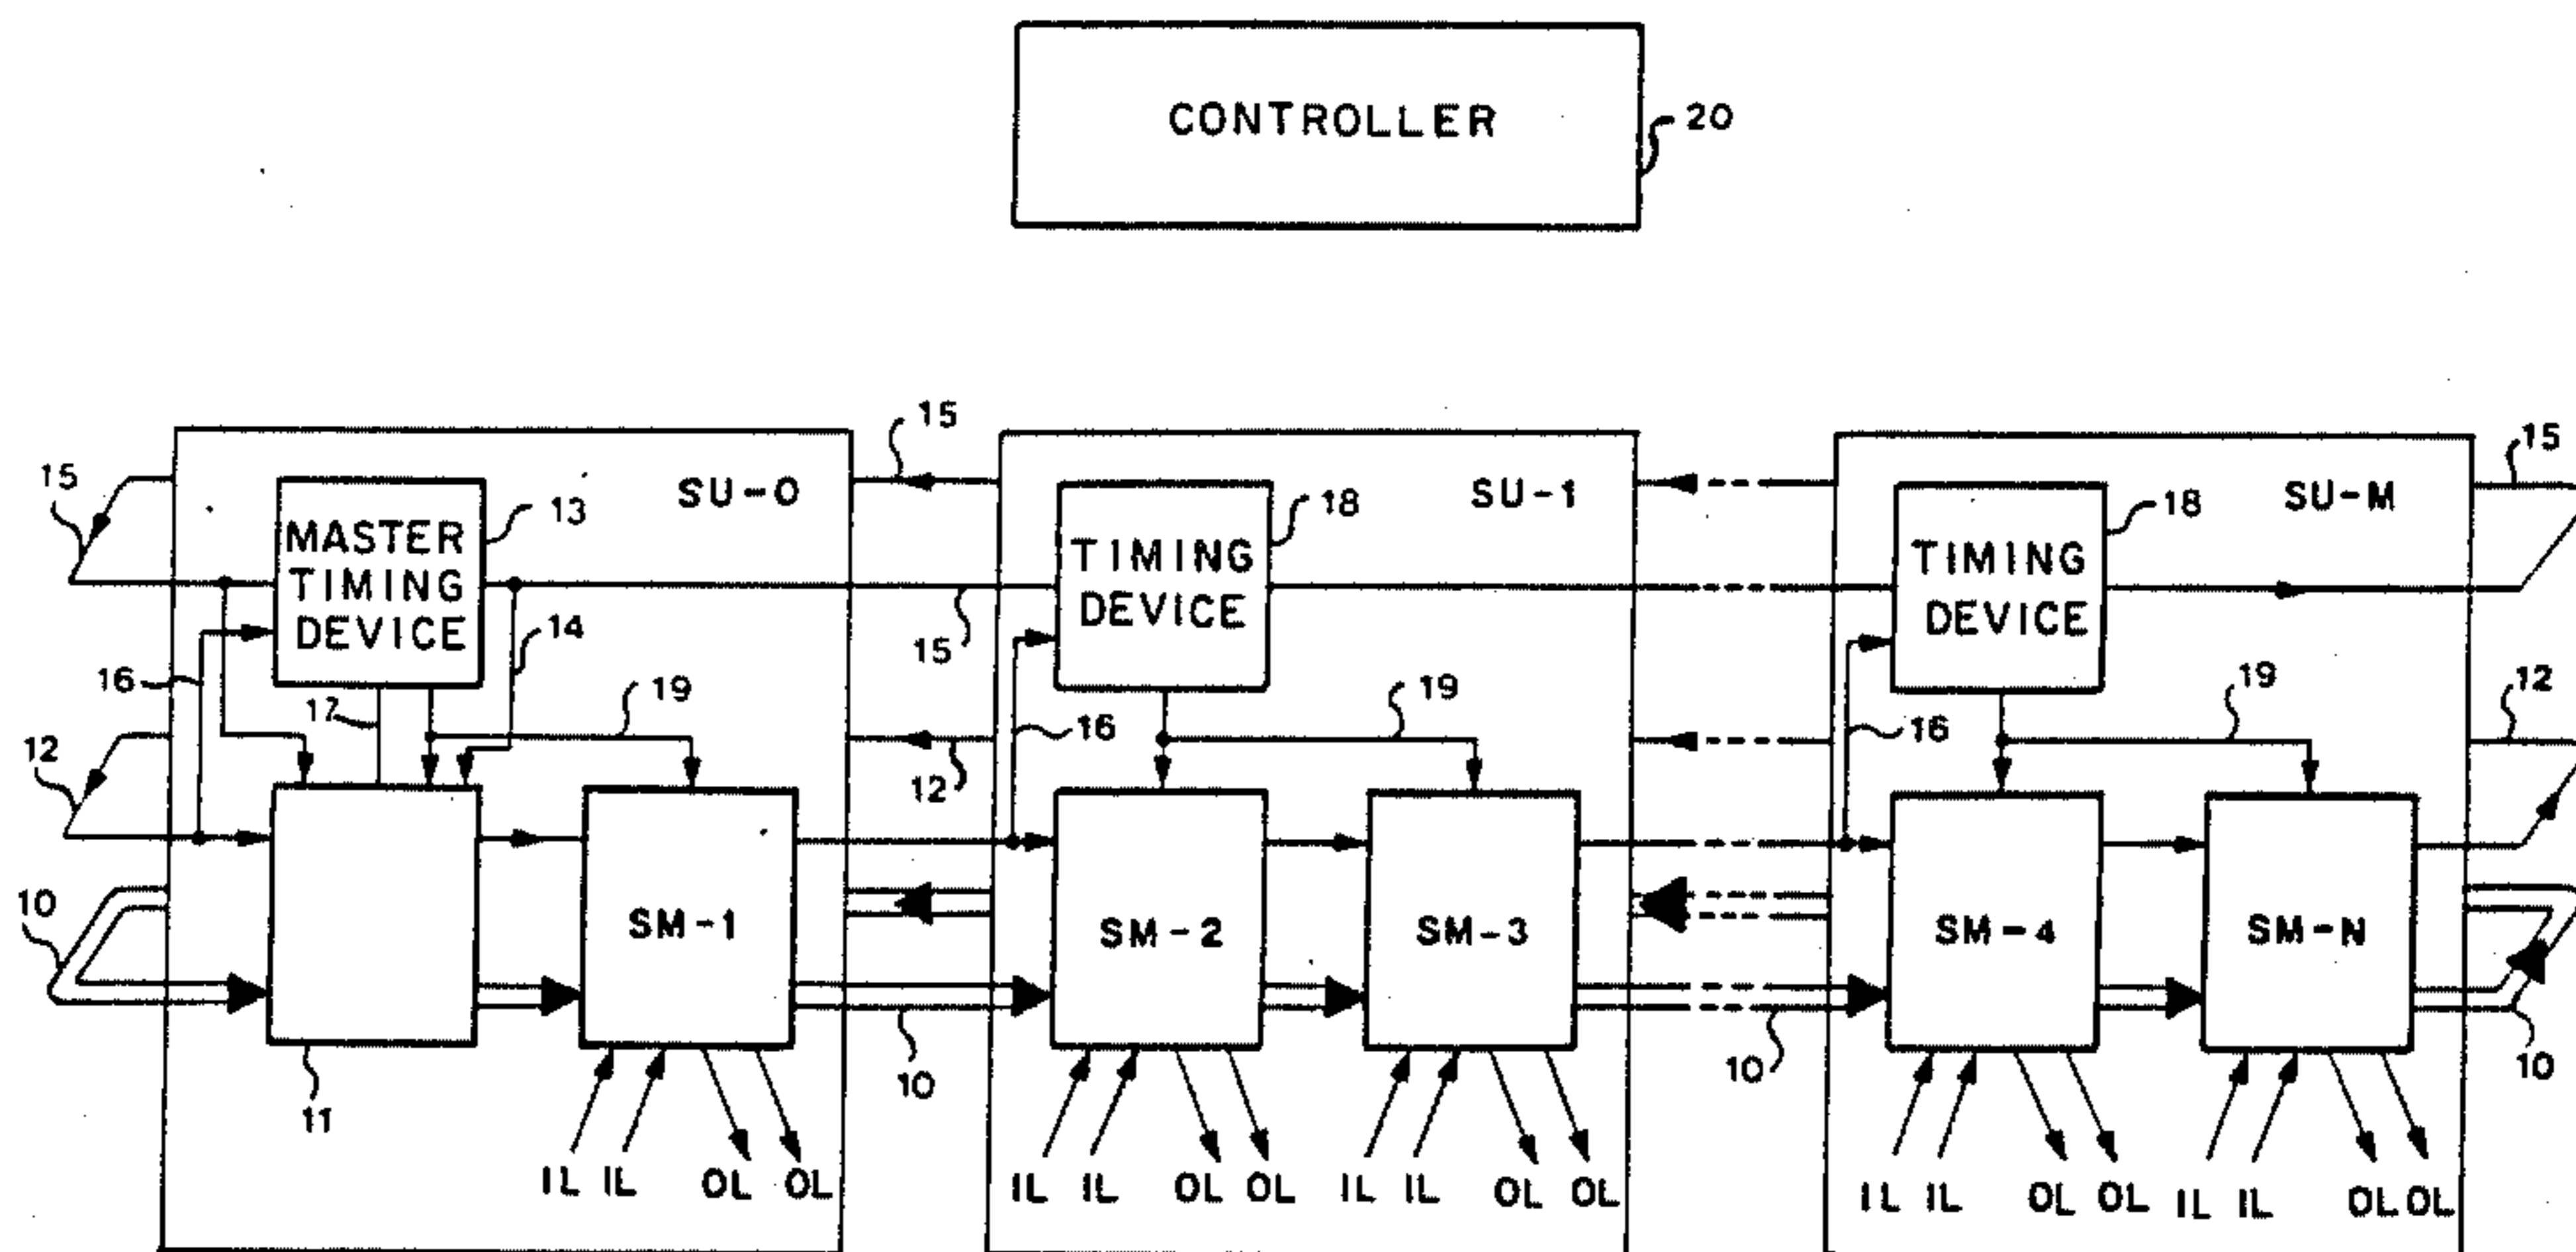 CONTROLLER
20
15
15
15
SU-0
SU-1
SU-M
13
18
18
MASTER
TIMING
DEVICE
TIMING
DEVICE
TIMING
DEVICE
14
15
16
17
19
16
19
16
19
12
12
12
10
SM-1
SM-2
SM-3
SM-4
SM-N
11
10
10
10
IL IL OL OL
IL IL OL OL
IL IL OL OL
IL IL OL OL
IL IL OL OL